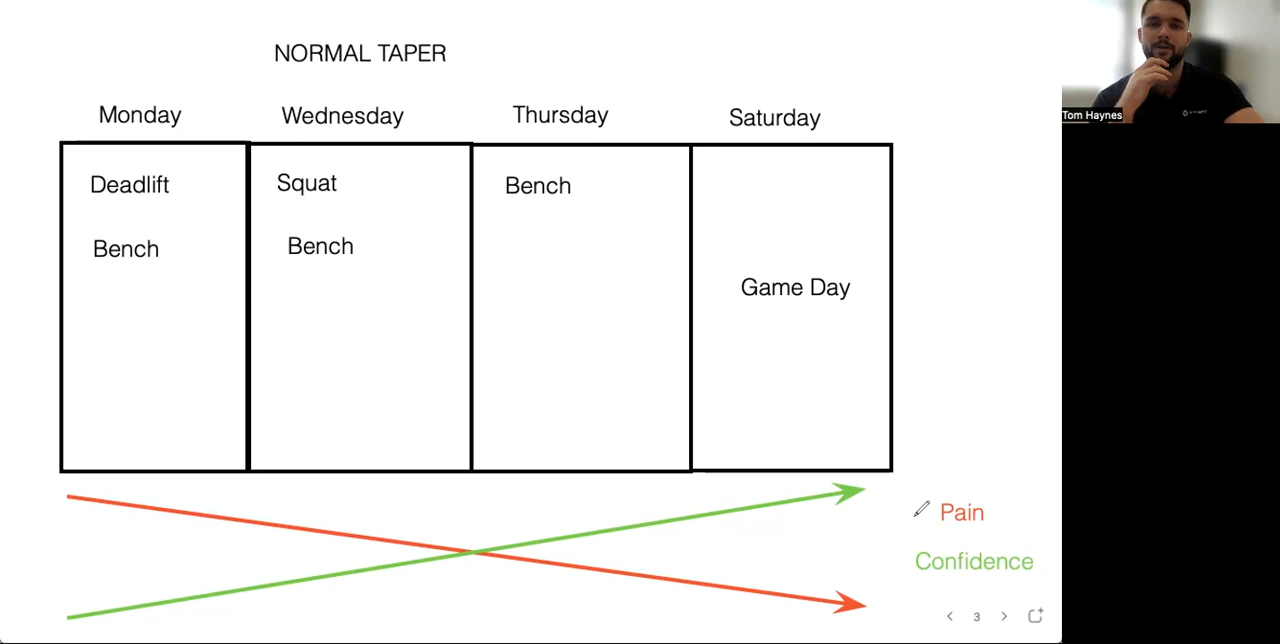 NORMAL TAPER
Monday Wednesday Thursday Saturday
Deadlift Squat Bench
Bench Bench
Game Day
Pain
Confidence
3
Tom Haynes